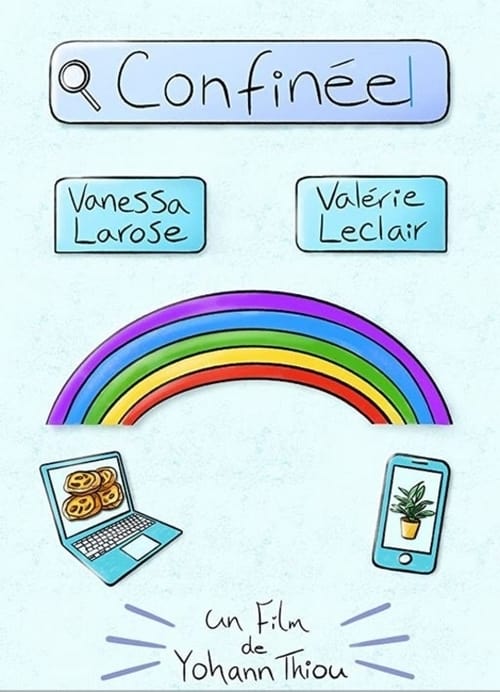 Confinée
Vanessa
Larose
Valérie
Leclair
un Film
de
Yohann Thiou